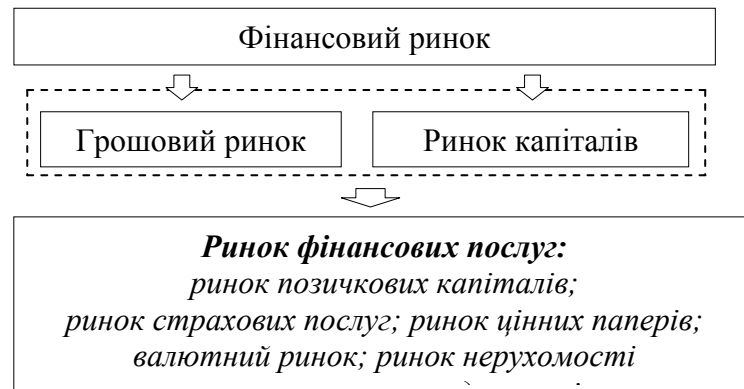 Фінансовий ринок
Грошовий ринок
Ринок капіталів
Ринок фінансових послуг:
ринок позичкових капіталів;
ринок страхових послуг; ринок цінних паперів;
валютний ринок; ринок нерухомості